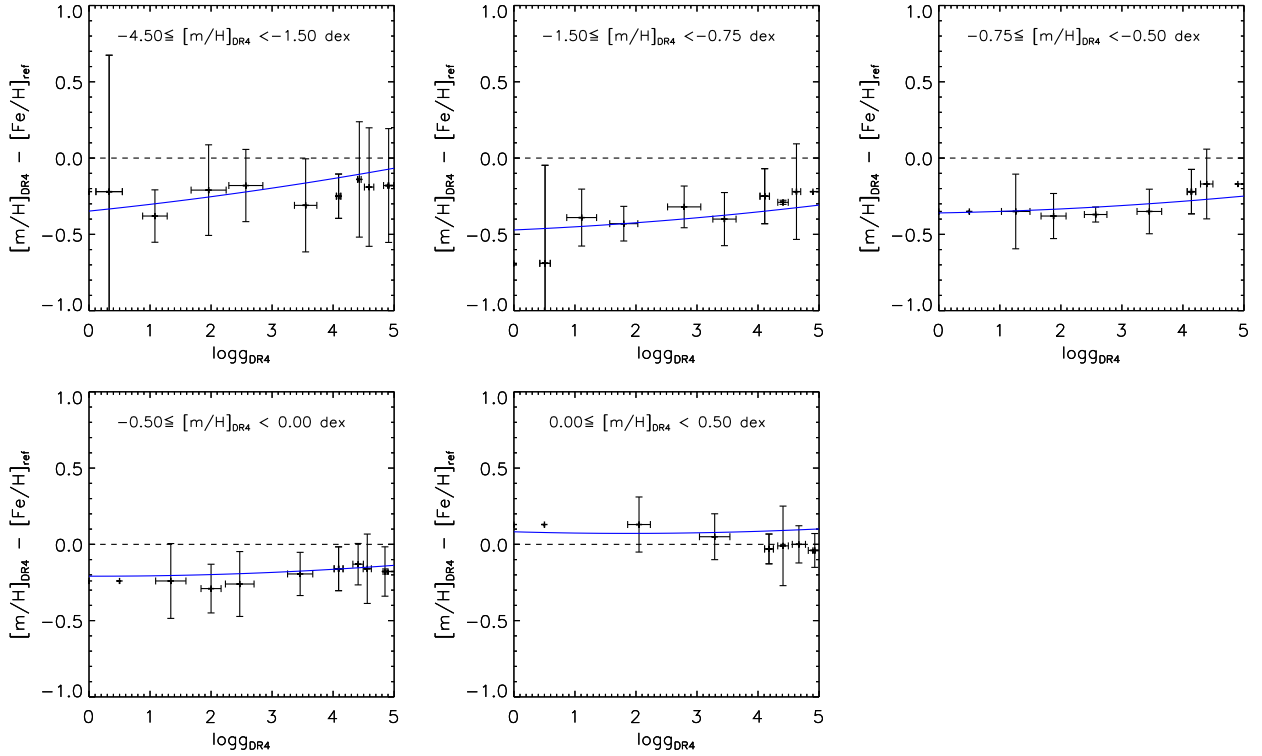 −4.50≦ [m/H]DR4 <−1.50 dex
[m/H]DR4 − [Fe/H]ref
1.0
0.5
0.0
−0.5
−1.0
0 1 2 3 4 5
loggDR4
−1.50≦ [m/H]DR4 <−0.75 dex
[m/H]DR4 − [Fe/H]ref
1.0
0.5
0.0
−0.5
−1.0
0 1 2 3 4 5
loggDR4
−0.75≦ [m/H]DR4 <−0.50 dex
[m/H]DR4 − [Fe/H]ref
1.0
0.5
0.0
−0.5
−1.0
0 1 2 3 4 5
loggDR4
−0.50≦ [m/H]DR4 < 0.00 dex
[m/H]DR4 − [Fe/H]ref
1.0
0.5
0.0
−0.5
−1.0
0 1 2 3 4 5
loggDR4
0.00≦ [m/H]DR4 < 0.50 dex
[m/H]DR4 − [Fe/H]ref
1.0
0.5
0.0
−0.5
−1.0
0 1 2 3 4 5
loggDR4